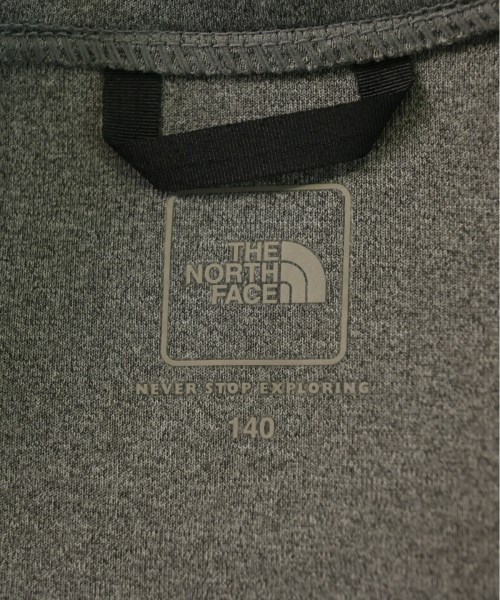 THE
NORTH
FACE
NEVER STOP EXPLORING
140